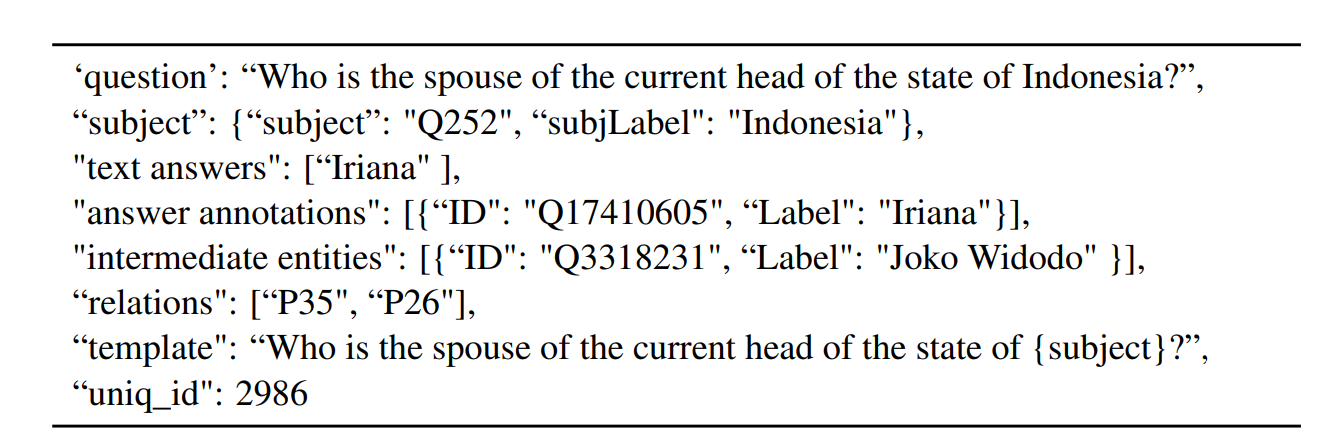 ‘question’: “Who is the spouse of the current head of the state of Indonesia?”,
“subject”: {“subject”: "Q252", “subjLabel": "Indonesia"},
"text answers": [“Iriana" ],
"answer annotations": [{“ID": "Q17410605", “Label": "Iriana"}],
"intermediate entities": [{“ID": "Q3318231", “Label": "Joko Widodo" }],
“relations": [“P35", “P26"],
“template": “Who is the spouse of the current head of the state of {subject}?”,
“uniq_id": 2986